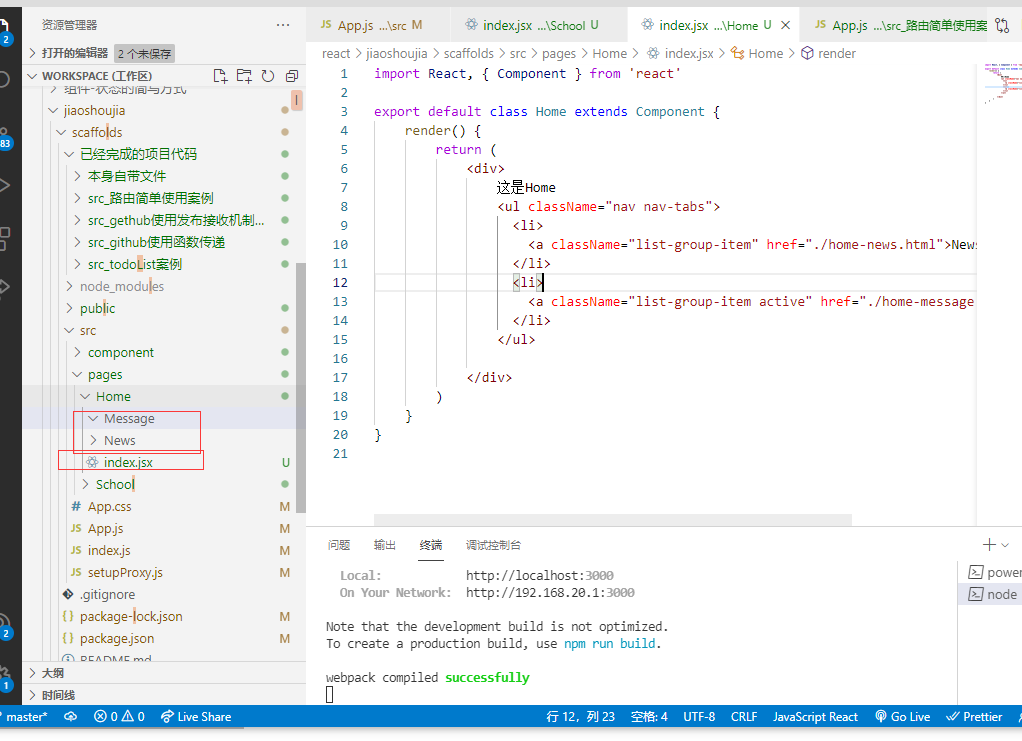 资源管理器 ···
打开的编辑器 2 个未保存
WORKSPACE (工作区)
组件-状态的简写方式
jiaoshoujia
scaffolds
已经完成的项目代码
本身自带文件
src_路由简单使用案例
src_gethub使用发布接收机制...
src_github使用函数传递
src_todoList案例
node_modules
public
src
component
pages
Home
Message
News
index.jsx U
School
App.css M
JS App.js M
JS index.js M
JS setupProxy.js M
.gitignore
{} package-lock.json M
{} package.json M
README.md
大纲
时间线
2
83
2
1
JS App.js ...\src M
index.jsx ...\School U
index.jsx ...\Home U
JS App.js ...\src_路由简单使用案
react > jiaoshoujia > scaffolds > src > pages > Home > index.jsx > Home > render
1 import React, { Component } from 'react'
2
3 export default class Home extends Component {
4 render() {
5 return (
6 <div>
7 这是Home
8 <ul className="nav nav-tabs">
9 <li>
10 <a className="list-group-item" href="./home-news.html">News
11 </li>
12 <li>
13 <a className="list-group-item active" href="./home-message
14 </li>
15 </ul>
16
17 </div>
18 )
19 }
20 }
21
问题 输出 终端 调试控制台
Local: http://localhost:3000
On Your Network: http://192.168.20.1:3000
Note that the development build is not optimized.
To create a production build, use npm run build.
webpack compiled successfully
power
node
master* 0 0 Live Share 行 12，列 23 空格: 4 UTF-8 CRLF JavaScript React Go Live Prettier